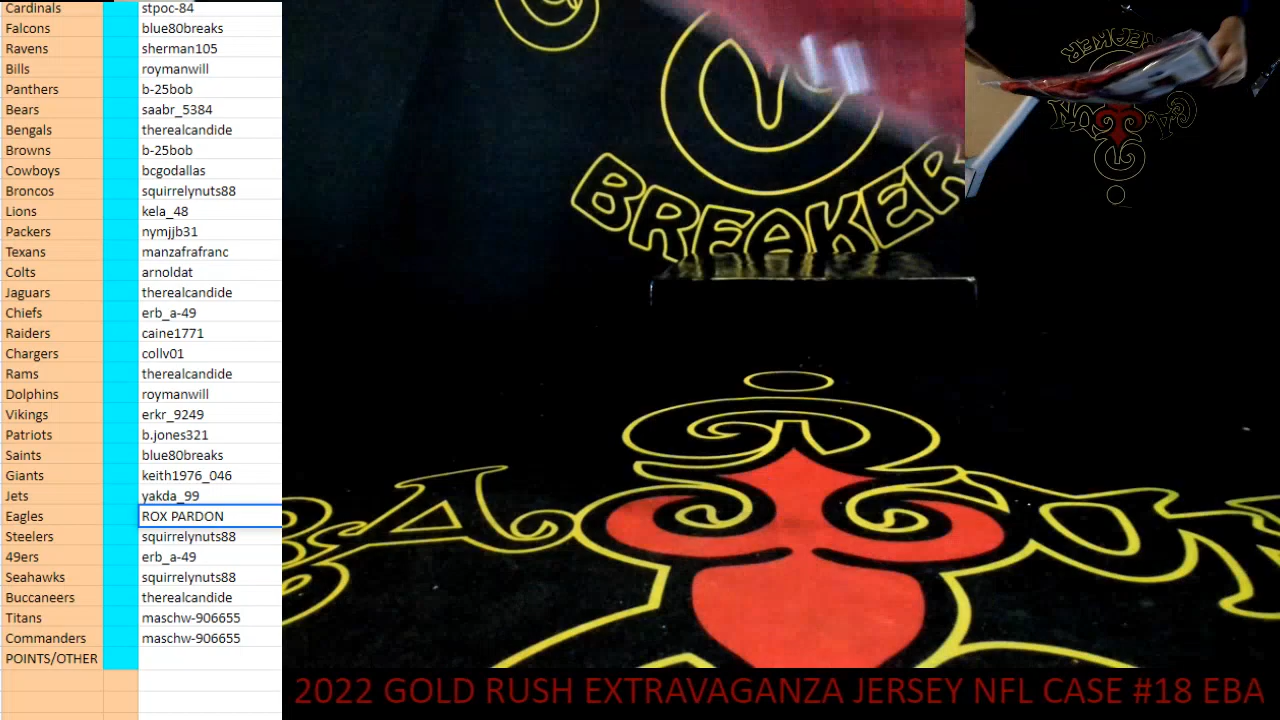 Cardinals stpoc-84
Falcons blue80breaks
Ravens sherman105
Bills roymanwill
Panthers b-25bob
Bears saabr_5384
Bengals therealcandide
Browns b-25bob
Cowboys bcgodallas
Broncos squirrelynuts88
Lions kela_48
Packers nymjjb31
Texans manzafrafranc
Colts arnoldat
Jaguars therealcandide
Chiefs erb_a-49
Raiders caine1771
Chargers collv01
Rams therealcandide
Dolphins roymanwill
Vikings erkr_9249
Patriots b.jones321
Saints blue80breaks
Giants keith1976_046
Jets yakda_99
Eagles ROX PARDON
Steelers squirrelynuts88
49ers erb_a-49
Seahawks squirrelynuts88
Buccaneers therealcandide
Titans maschw-906655
Commanders maschw-906655
POINTS/OTHER
BREAKER
2022 GOLD RUSH EXTRAVAGANZA JERSEY NFL CASE #18 EBA